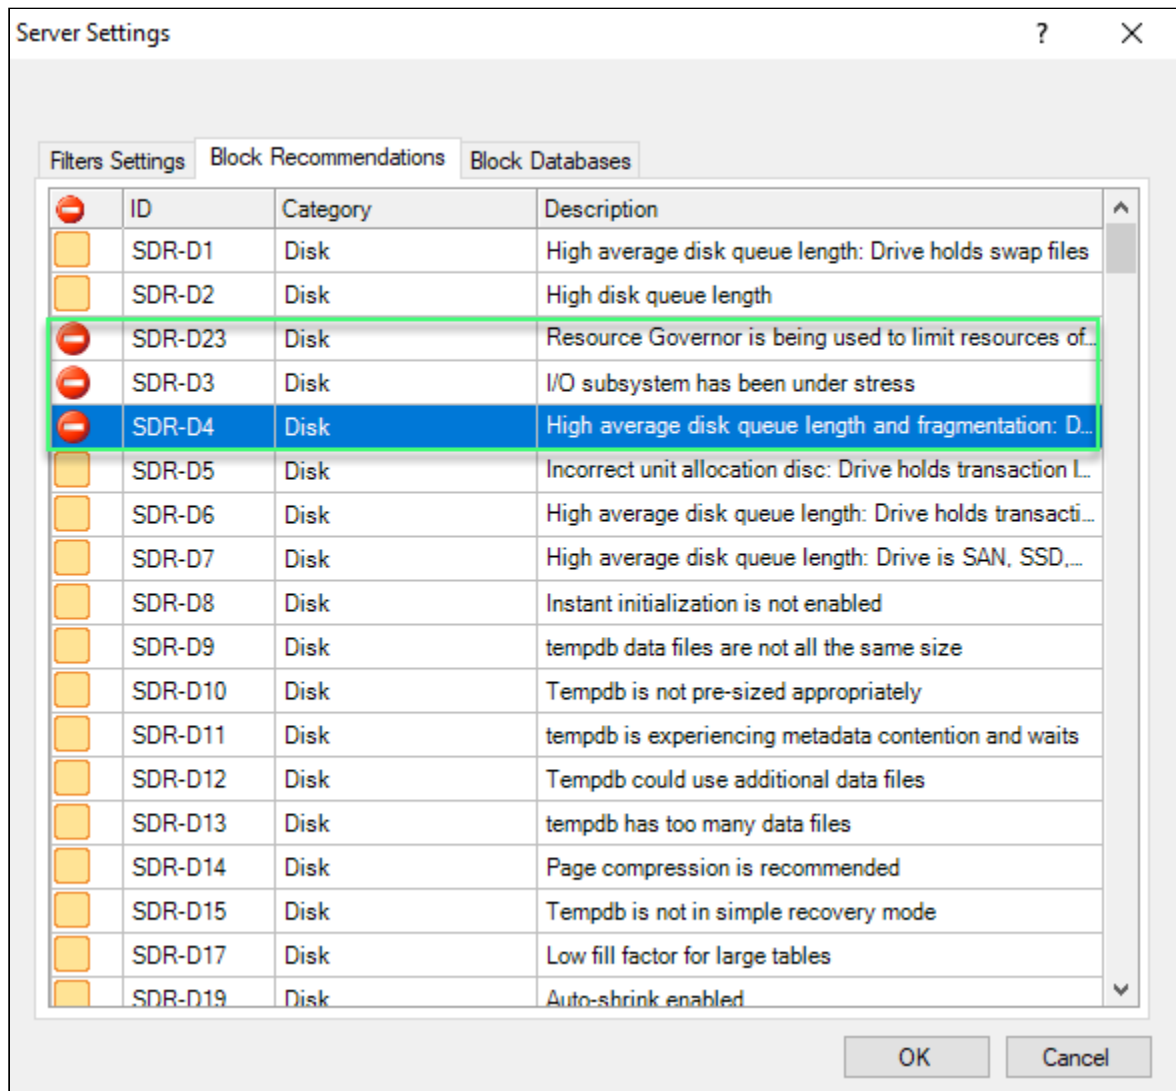 Server Settings ?
Filters Settings Block Recommendations Block Databases
ID Category Description
SDR-D1 Disk High average disk queue length: Drive holds swap files
SDR-D2 Disk High disk queue length
SDR-D23 Disk Resource Governor is being used to limit resources of...
SDR-D3 Disk I/O subsystem has been under stress
SDR-D4 Disk High average disk queue length and fragmentation: D...
SDR-D5 Disk Incorrect unit allocation disc: Drive holds transaction l...
SDR-D6 Disk High average disk queue length: Drive holds transacti...
SDR-D7 Disk High average disk queue length: Drive is SAN, SSD,...
SDR-D8 Disk Instant initialization is not enabled
SDR-D9 Disk tempdb data files are not all the same size
SDR-D10 Disk Tempdb is not pre-sized appropriately
SDR-D11 Disk tempdb is experiencing metadata contention and waits
SDR-D12 Disk Tempdb could use additional data files
SDR-D13 Disk tempdb has too many data files
SDR-D14 Disk Page compression is recommended
SDR-D15 Disk Tempdb is not in simple recovery mode
SDR-D17 Disk Low fill factor for large tables
SDR-D19 Disk Auto-shrink enabled
OK Cancel